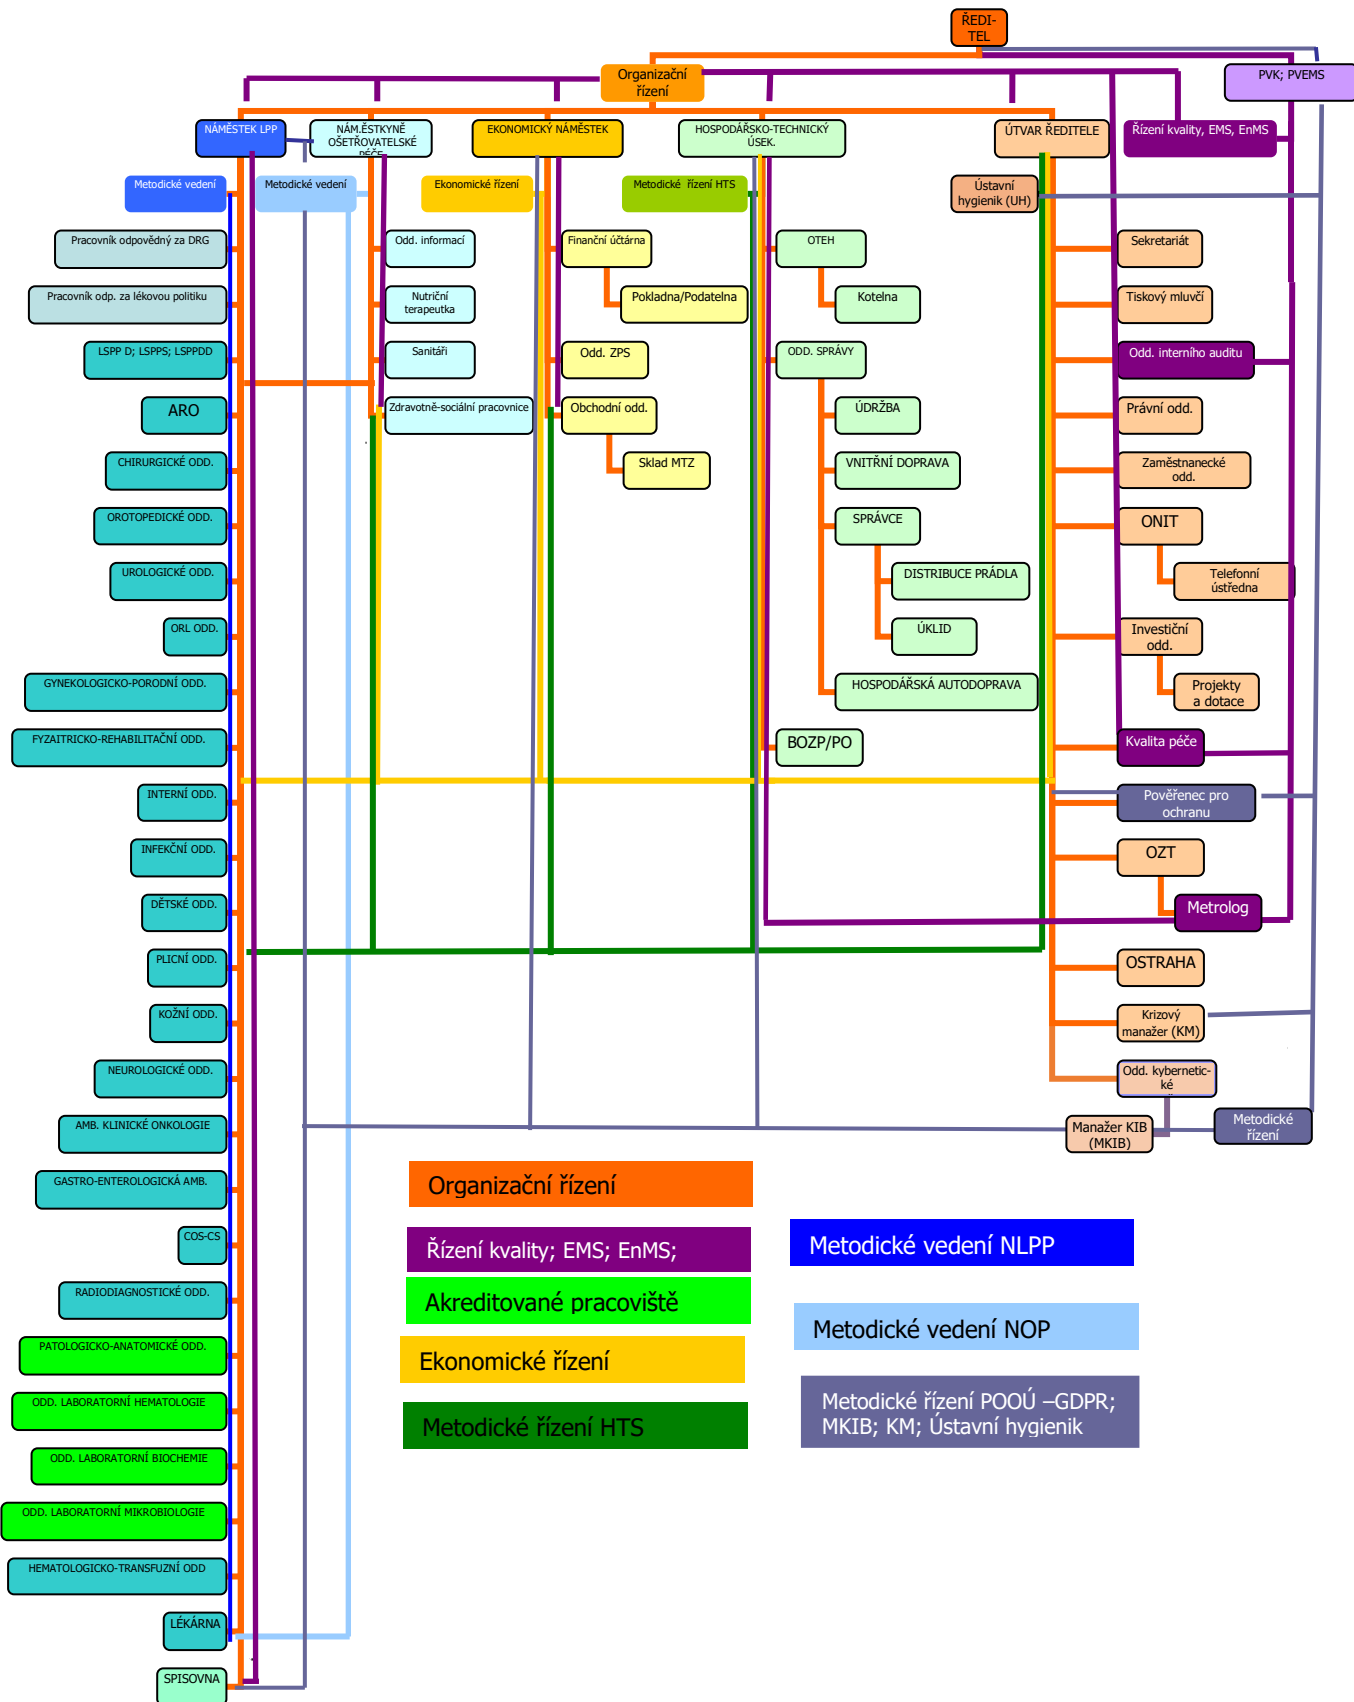 ŘEDI-
TEL
Organizační
řízení
PVK; PVEMS
NÁMĚSTEK LPP
NÁM.ĚSTKYNĚ
OŠETŘOVATELSKÉ
PÉČE
EKONOMICKÝ NÁMĚSTEK
HOSPODÁŘSKO-TECHNICKÝ
ÚSEK.
ÚTVAR ŘEDITELE
Řízení kvality, EMS, EnMS
Metodické vedení
Metodické vedení
Ekonomické řízení
Metodické  řízení HTS
Ústavní
hygienik (UH)
Pracovník odpovědný za DRG
Odd. informací
Finanční účtárna
OTEH
Sekretariát
Pracovník odp. za lékovou politiku
Nutriční
terapeutka
Pokladna/Podatelna
Kotelna
Tiskový mluvčí
LSPP D; LSPPS; LSPPDD
Sanitáři
Odd. ZPS
ODD. SPRÁVY
Odd. interního auditu
ARO
Zdravotně-sociální pracovnice
Obchodní odd.
ÚDRŽBA
Právní odd.
CHIRURGICKÉ ODD.
Sklad MTZ
VNITŘNÍ DOPRAVA
Zaměstnanecké
odd.
OROTOPEDICKÉ ODD.
SPRÁVCE
ONIT
UROLOGICKÉ ODD.
DISTRIBUCE PRÁDLA
Telefonní
ústředna
ORL ODD.
ÚKLID
Investiční
odd.
GYNEKOLOGICKO-PORODNÍ ODD.
HOSPODÁŘSKÁ AUTODOPRAVA
Projekty
a dotace
FYZAITRICKO-REHABILITAČNÍ ODD.
BOZP/PO
Kvalita péče
INTERNÍ ODD.
Pověřenec pro
ochranu
INFEKČNÍ ODD.
OZT
DĚTSKÉ ODD.
Metrolog
PLICNÍ ODD.
OSTRAHA
KOŽNÍ ODD.
Krizový
manažer (KM)
NEUROLOGICKÉ ODD.
Odd. kybernetic-
ké
AMB. KLINICKÉ ONKOLOGIE
Manažer KIB
(MKIB)
Metodické
řízení
GASTRO-ENTEROLOGICKÁ AMB.
Organizační řízení
COS-CS
Řízení kvality; EMS; EnMS;
Metodické vedení NLPP
RADIODIAGNOSTICKÉ ODD.
Akreditované pracoviště
Metodické vedení NOP
PATOLOGICKO-ANATOMICKÉ ODD.
Ekonomické řízení
ODD. LABORATORNÍ HEMATOLOGIE
Metodické řízení HTS
Metodické řízení POOÚ –GDPR;
MKIB; KM; Ústavní hygienik
ODD. LABORATORNÍ BIOCHEMIE
ODD. LABORATORNÍ MIKROBIOLOGIE
HEMATOLOGICKO-TRANSFUZNÍ ODD
LÉKÁRNA
SPISOVNA